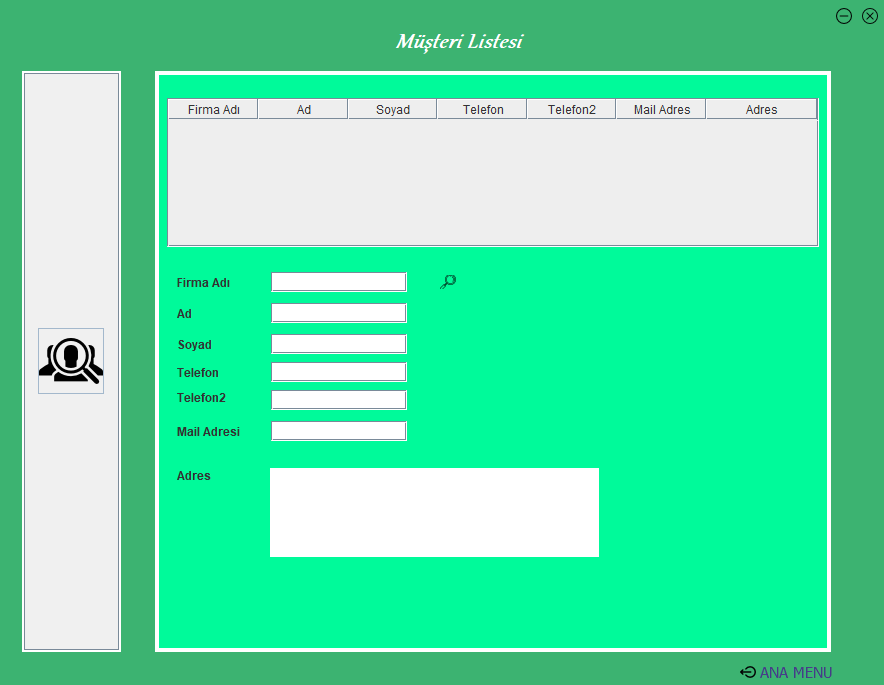 Müşteri Listesi
Firma Adı Ad Soyad Telefon Telefon2 Mail Adres Adres
Firma Adı
Ad
Soyad
Telefon
Telefon2
Mail Adresi
Adres
ANA MENU